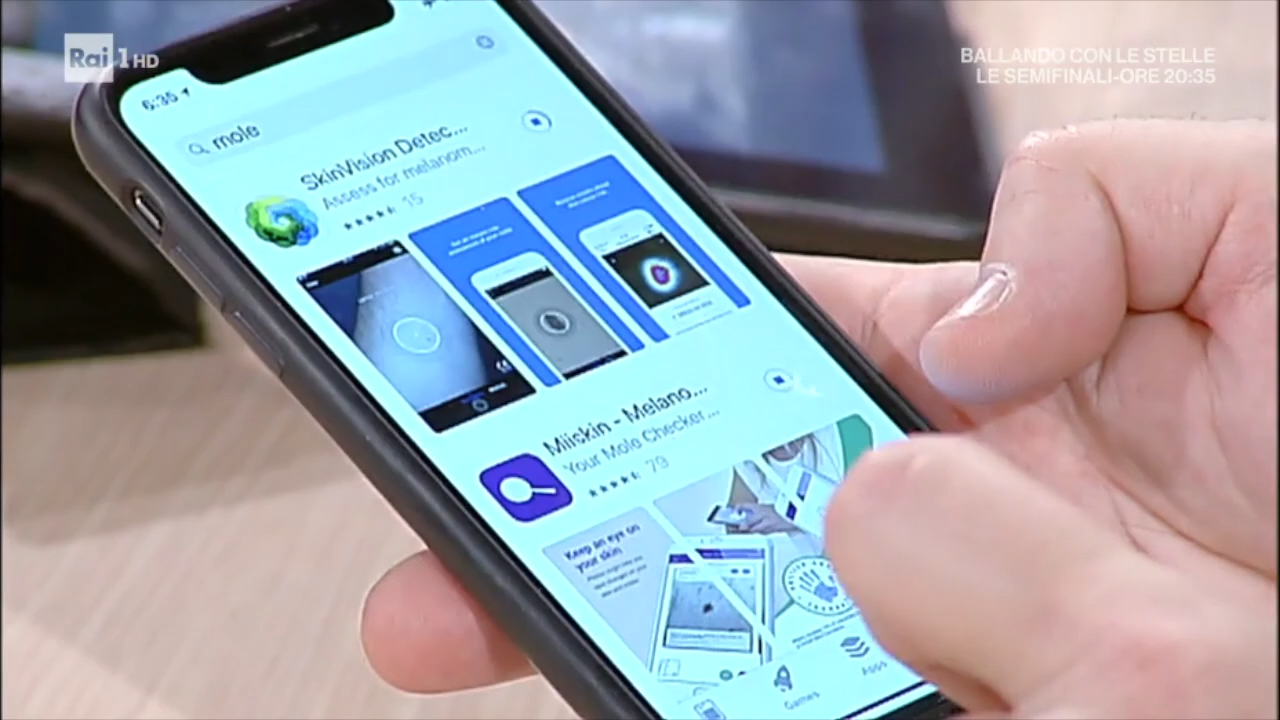 Rai 1 HD
BALLANDO CON LE STELLE
LE SEMIFINALI-ORE 20:35
6:35
mole
SkinVision Detec...
Assess for melanom...
15
Miiskin - Melano...
Your Mole Checker...
79
Keep an eye on
your skin
Games
Apps